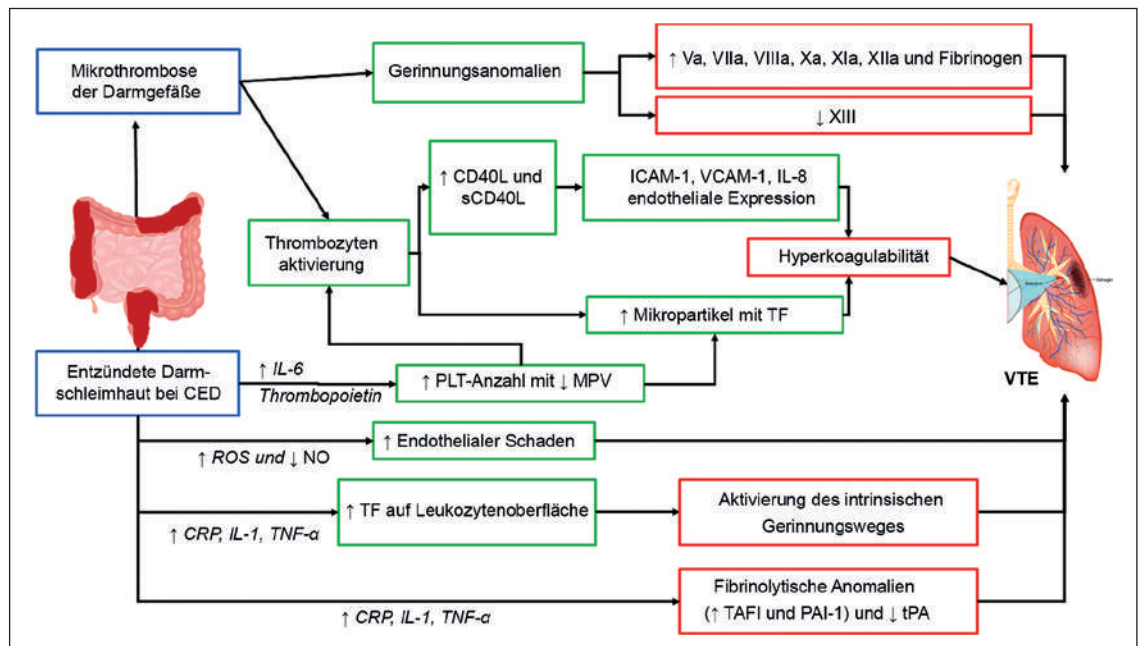 Mikrothrombose
der Darmgefäße
Gerinnungsanomalien
↑ Va, VIIa, VIIIa, Xa, XIa, XIIa und Fibrinogen
↓ XIII
↑ CD40L und
sCD40L
ICAM-1, VCAM-1, IL-8
endotheliale Expression
Thrombozyten
aktivierung
Hyperkoagulabilität
↑ Mikropartikel mit TF
Entzündete Darm-
schleimhaut bei CED
↑ IL-6
Thrombopoietin
↑ PLT-Anzahl mit ↓ MPV
VTE
↑ Endothelialer Schaden
↑ ROS und ↓ NO
↑ TF auf Leukozytenoberfläche
Aktivierung des intrinsischen
Gerinnungsweges
↑ CRP, IL-1, TNF-α
Fibrinolytische Anomalien
(↑ TAFI und PAI-1) und ↓ tPA
↑ CRP, IL-1, TNF-α